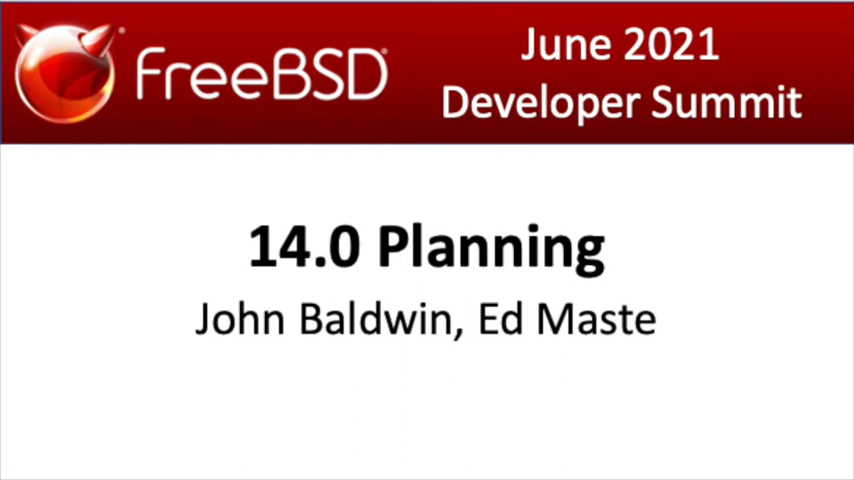 FreeBSD
June 2021
Developer Summit
14.0 Planning
John Baldwin, Ed Maste